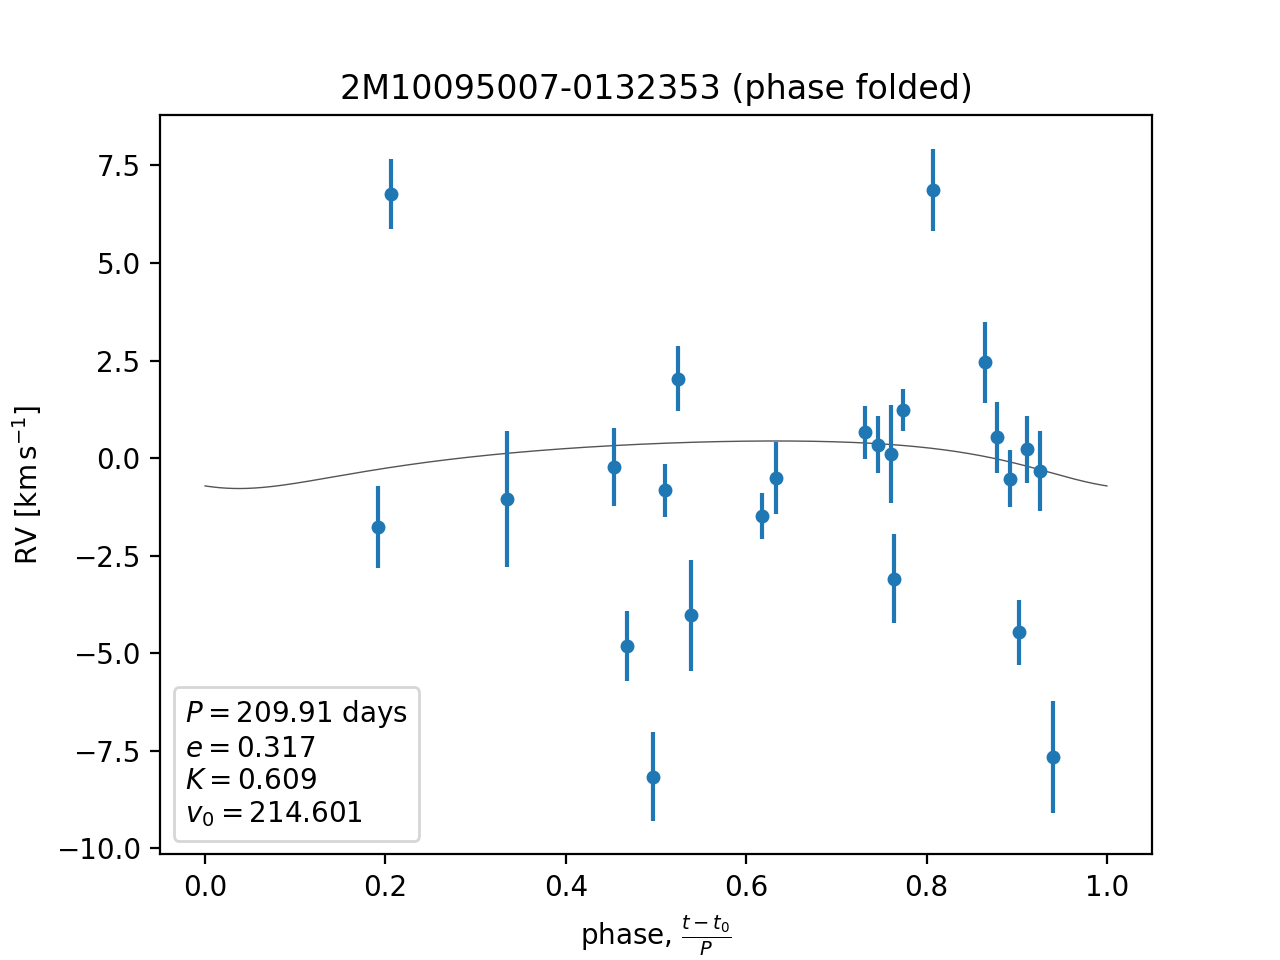 2M10095007-0132353 (phase folded)
RV [km s⁻¹]
7.5
5.0
2.5
0.0
−2.5
−5.0
−7.5
−10.0
P = 209.91 days
e = 0.317
K = 0.609
v₀ = 214.601
0.0 0.2 0.4 0.6 0.8 1.0
phase, (t − t₀)/P